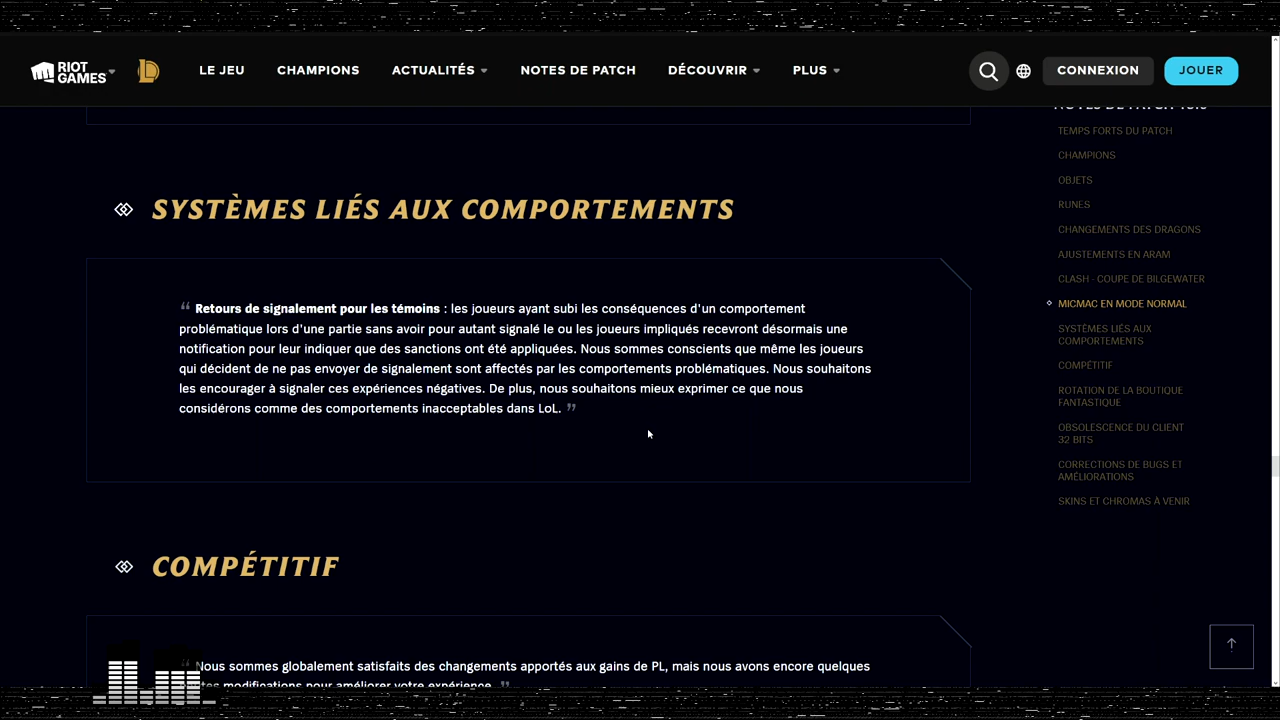 RIOT
GAMES
LE JEU
CHAMPIONS
ACTUALITÉS
NOTES DE PATCH
DÉCOUVRIR
PLUS
CONNEXION
JOUER
SYSTÈMES LIÉS AUX COMPORTEMENTS
“ Retours de signalement pour les témoins : les joueurs ayant subi les conséquences d'un comportement
problématique lors d'une partie sans avoir pour autant signalé le ou les joueurs impliqués recevront désormais une
notification pour leur indiquer que des sanctions ont été appliquées. Nous sommes conscients que même les joueurs
qui décident de ne pas envoyer de signalement sont affectés par les comportements problématiques. Nous souhaitons
les encourager à signaler ces expériences négatives. De plus, nous souhaitons mieux exprimer ce que nous
considérons comme des comportements inacceptables dans LoL. ”
COMPÉTITIF
“ Nous sommes globalement satisfaits des changements apportés aux gains de PL, mais nous avons encore quelques
modifications pour améliorer votre expérience. ”
TEMPS FORTS DU PATCH
CHAMPIONS
OBJETS
RUNES
CHANGEMENTS DES DRAGONS
AJUSTEMENTS EN ARAM
CLASH - COUPE DE BILGEWATER
MICMAC EN MODE NORMAL
SYSTÈMES LIÉS AUX
COMPORTEMENTS
COMPÉTITIF
ROTATION DE LA BOUTIQUE
FANTASTIQUE
OBSOLESCENCE DU CLIENT
32 BITS
CORRECTIONS DE BUGS ET
AMÉLIORATIONS
SKINS ET CHROMAS À VENIR